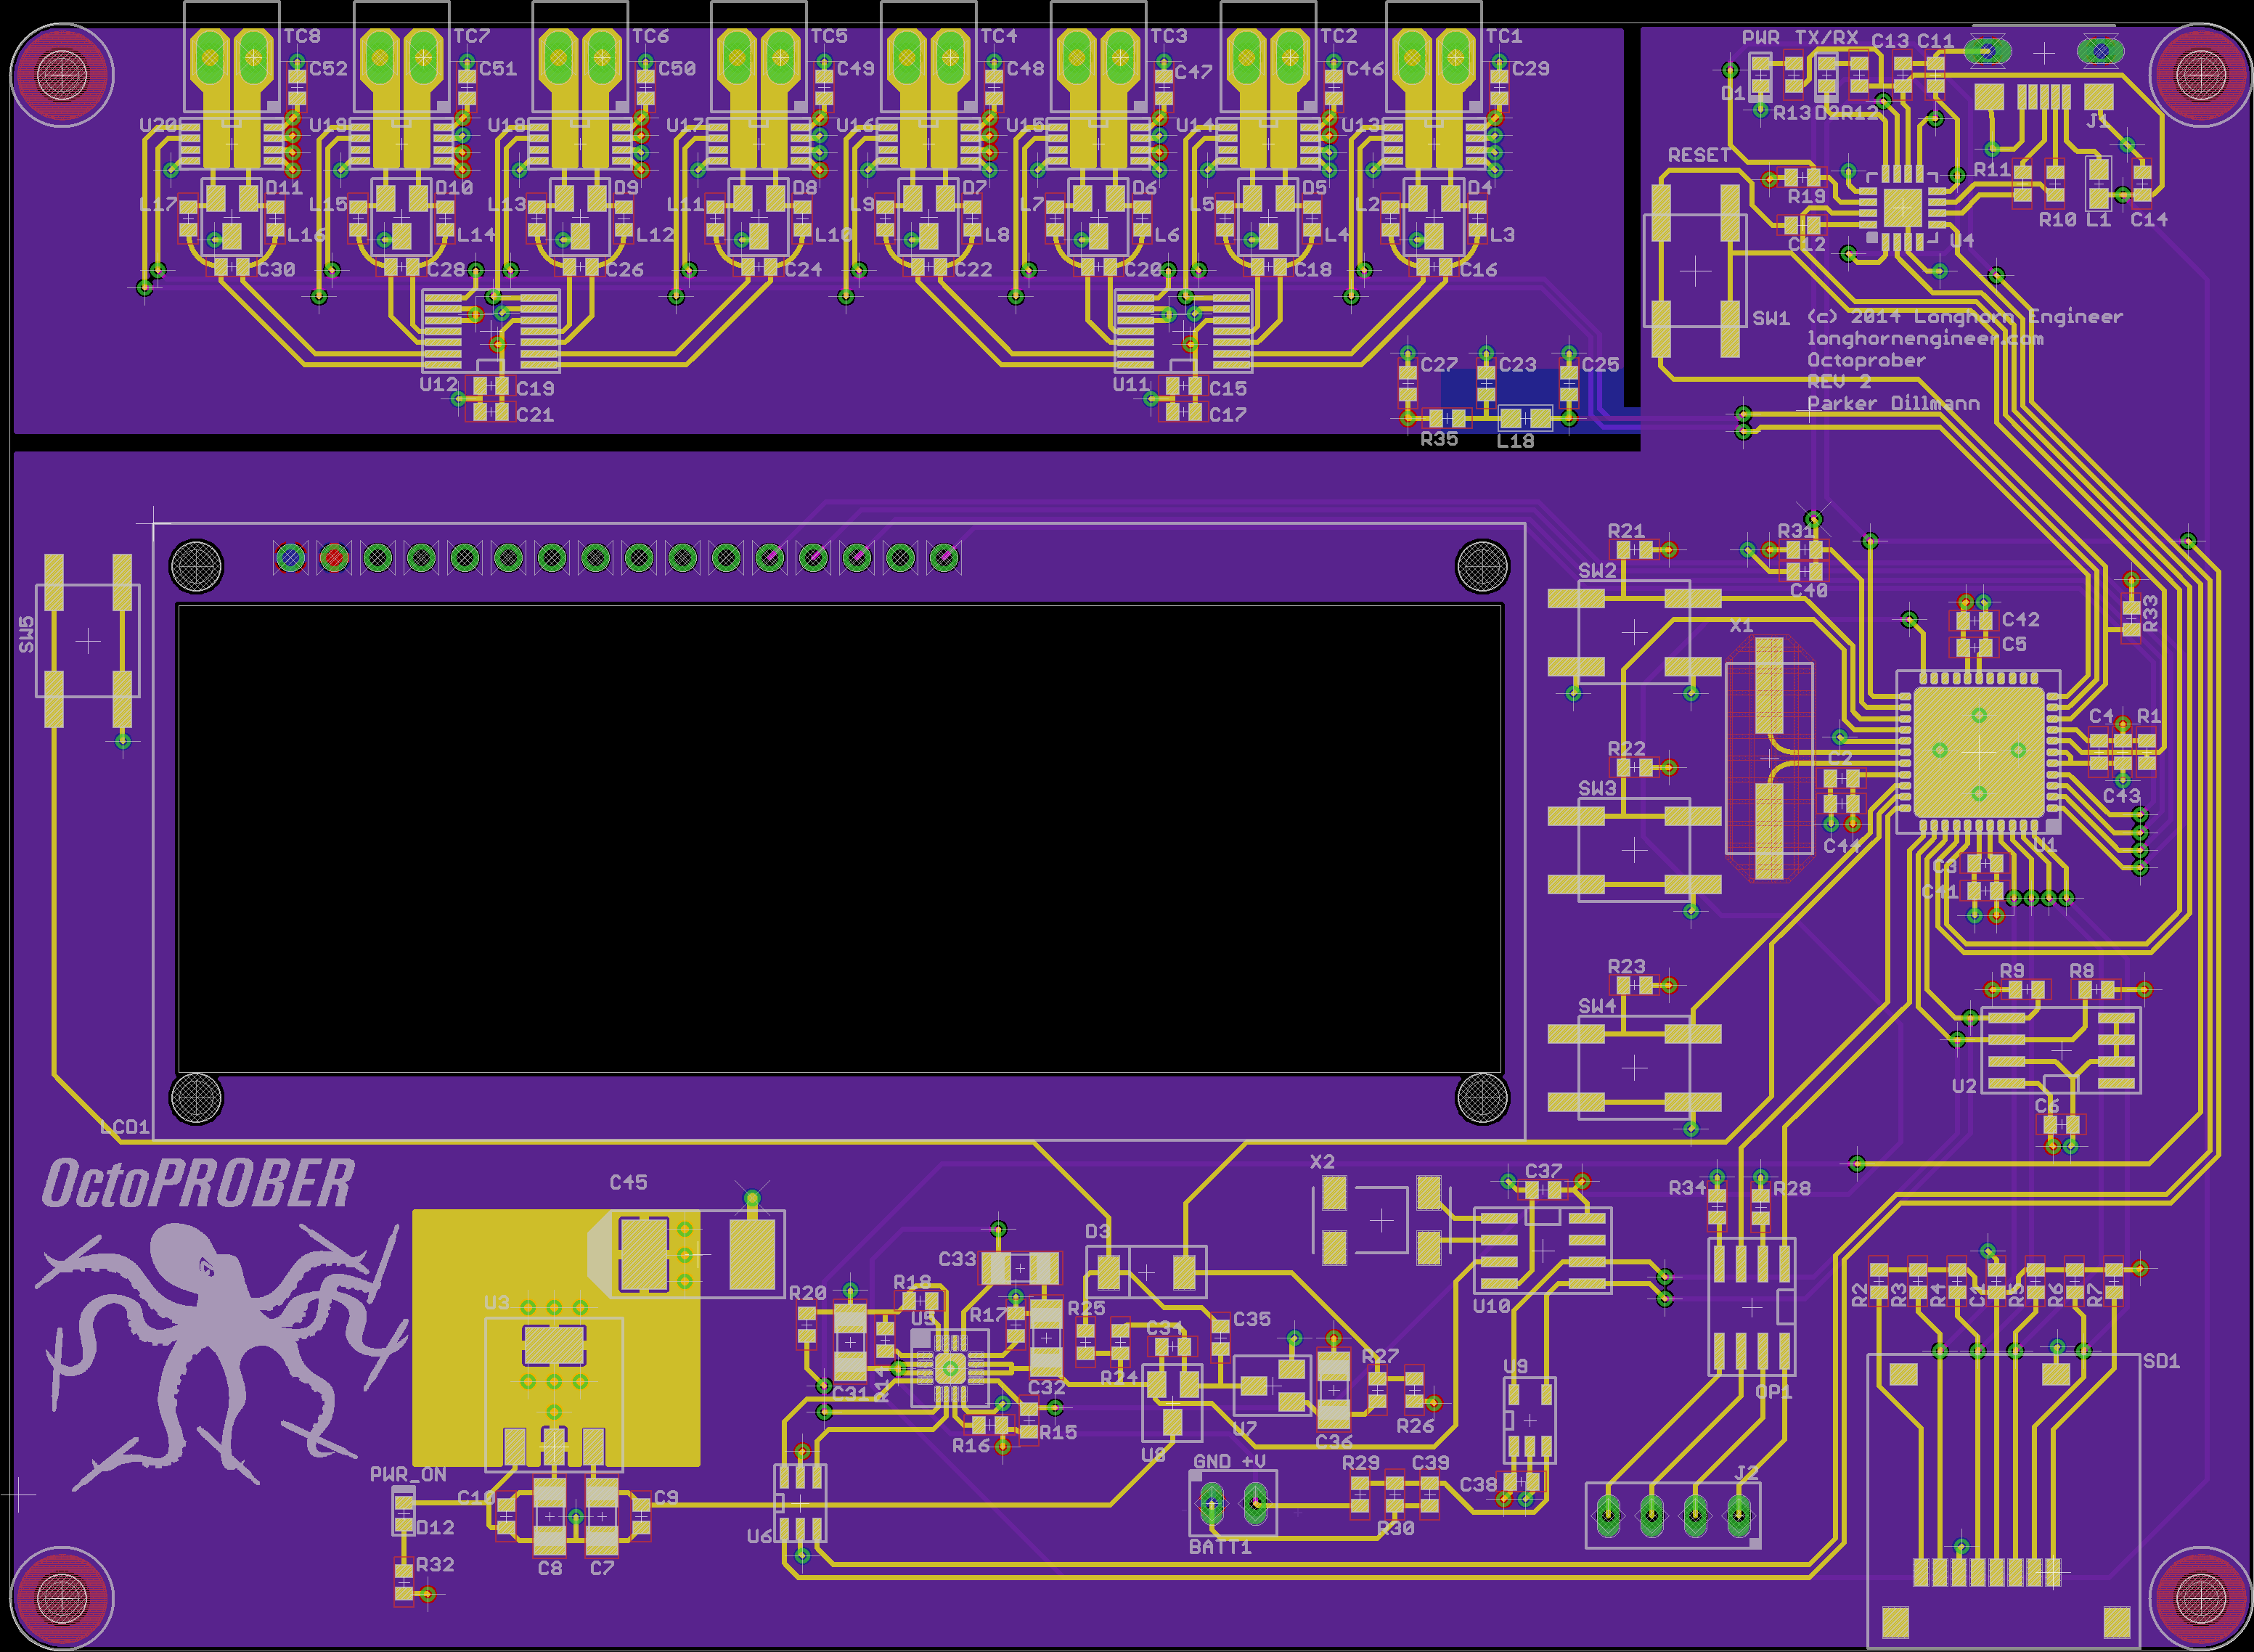 TC8 TC7 TC6 TC5 TC4 TC3 TC2 TC1 PWR TX/RX C13 C11
C52 C51 C50 C49 C48 C47 C46 C29
D1 R13 D2 R12 J1
U20 U19 U18 U17 U16 U15 U14 U13
RESET R11
D11 D10 D9 D8 D7 D6 D5 D4 R19
L17 L15 L13 L11 L9 L7 L5 L2
R10 L1 C14
L16 L14 L12 L10 L8 L6 L4 L3 C12 U4
C30 C28 C26 C24 C22 C20 C18 C16
SW1 (c) 2014 Longhorn Engineer
longhornengineer.com
Octoprober
REV 2
Parker Dillmann
C27 C23 C25
U12 C19 U11 C15
C21 C17
R35 L18
R21 R31
SW2 C40
SW5 X1 C42 R33
C5
C4 R1
R22 C2
SW3 C43
C44 U1
C3
C41
R23 R9 R8
SW4
U2
C6
LCD1
OctoPROBER
C45 X2 C37
R34 R28
D3
C33
R20 R18 R2 R3 R4 C1 R5 R6 R7
U3 U5 R17 R25 C34 C35 U10
R27 U9 SD1
C31 R14 C32 R24 OP1
R16 R15 U8 U7 C36 R26
PWR_ON GND +V R29 C39 J2
C10 C9 C38
D12 U6 R30
BATT1
R32 C8 C7